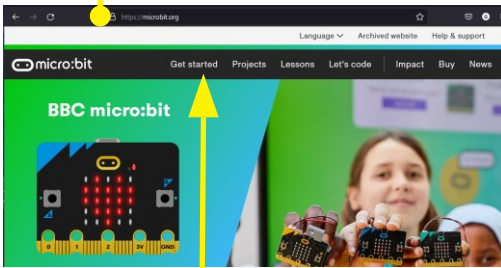 https://microbit.org
Language Archived website Help & support
micro:bit Get started Projects Lessons Let's code Impact Buy News
BBC micro:bit
0 1 2 3V GND